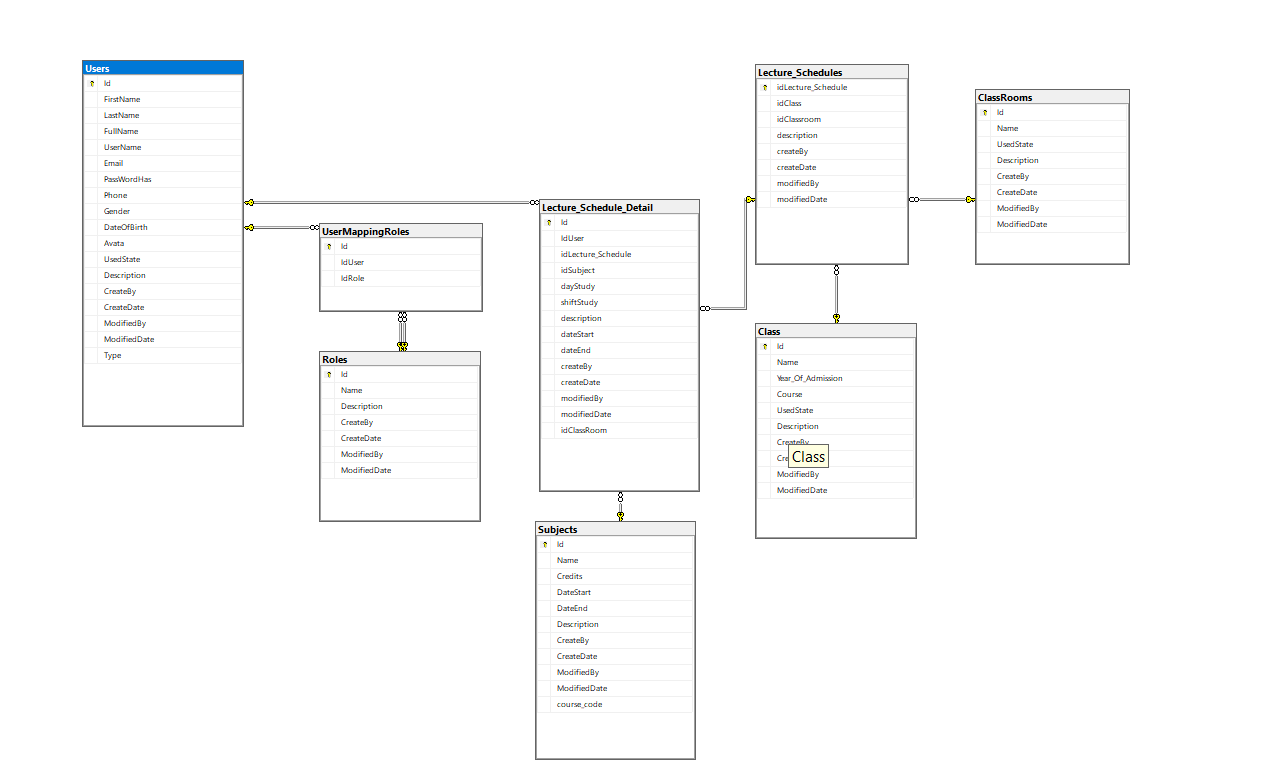 Users
Id
FirstName
LastName
FullName
UserName
Email
PassWordHas
Phone
Gender
DateOfBirth
Avata
UsedState
Description
CreateBy
CreateDate
ModifiedBy
ModifiedDate
Type
UserMappingRoles
Id
IdUser
IdRole
Roles
Id
Name
Description
CreateBy
CreateDate
ModifiedBy
ModifiedDate
Lecture_Schedule_Detail
Id
IdUser
idLecture_Schedule
idSubject
dayStudy
shiftStudy
description
dateStart
dateEnd
createBy
createDate
modifiedBy
modifiedDate
idClassRoom
Subjects
Id
Name
Credits
DateStart
DateEnd
Description
CreateBy
CreateDate
ModifiedBy
ModifiedDate
course_code
Lecture_Schedules
idLecture_Schedule
idClass
idClassroom
description
createBy
createDate
modifiedBy
modifiedDate
Class
Id
Name
Year_Of_Admission
Course
UsedState
Description
CreateBy
Class
ModifiedBy
ModifiedDate
ClassRooms
Id
Name
UsedState
Description
CreateBy
CreateDate
ModifiedBy
ModifiedDate